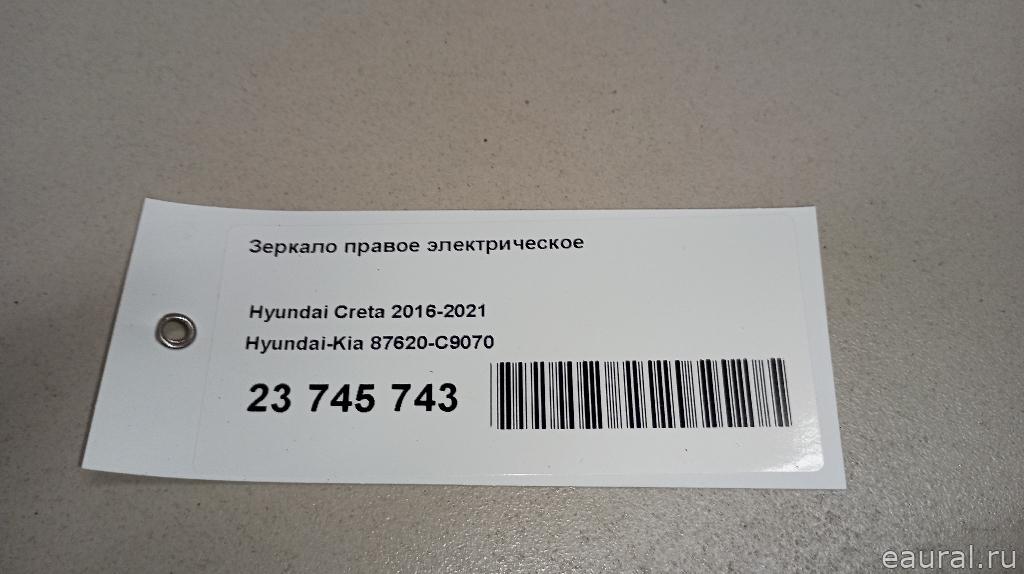 Зеркало правое электрическое
Hyundai Creta 2016-2021
Hyundai-Kia 87620-C9070
23 745 743
eaural.ru